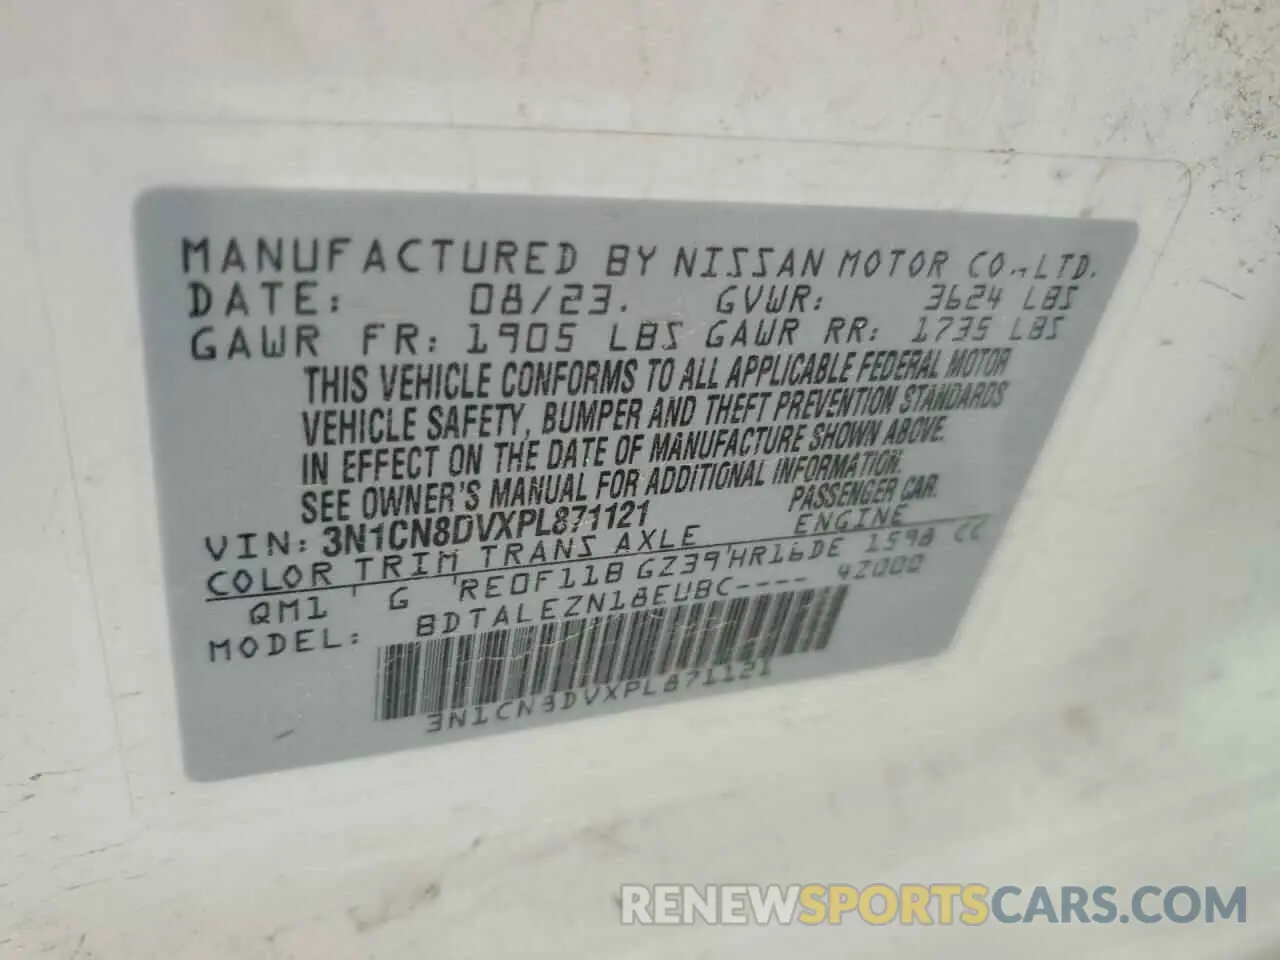 MANUFACTURED BY NISSAN MOTOR CO., LTD.
DATE: 08/23. GVWR: 3624 LBS
GAWR FR: 1905 LBS GAWR RR: 1735 LBS
THIS VEHICLE CONFORMS TO ALL APPLICABLE FEDERAL MOTOR
VEHICLE SAFETY, BUMPER AND THEFT PREVENTION STANDARDS
IN EFFECT ON THE DATE OF MANUFACTURE SHOWN ABOVE.
SEE OWNER'S MANUAL FOR ADDITIONAL INFORMATION.
VIN: 3N1CN8DVXPL871121 PASSENGER CAR.
COLOR TRIM TRANS AXLE ENGINE
QM1 G RE0F11B GZ39 HR16DE 1598 CC
MODEL: BDTALEZN18EUBC---- 4Z000
3N1CN8DVXPL871121
RENEWSPORTSCARS.COM